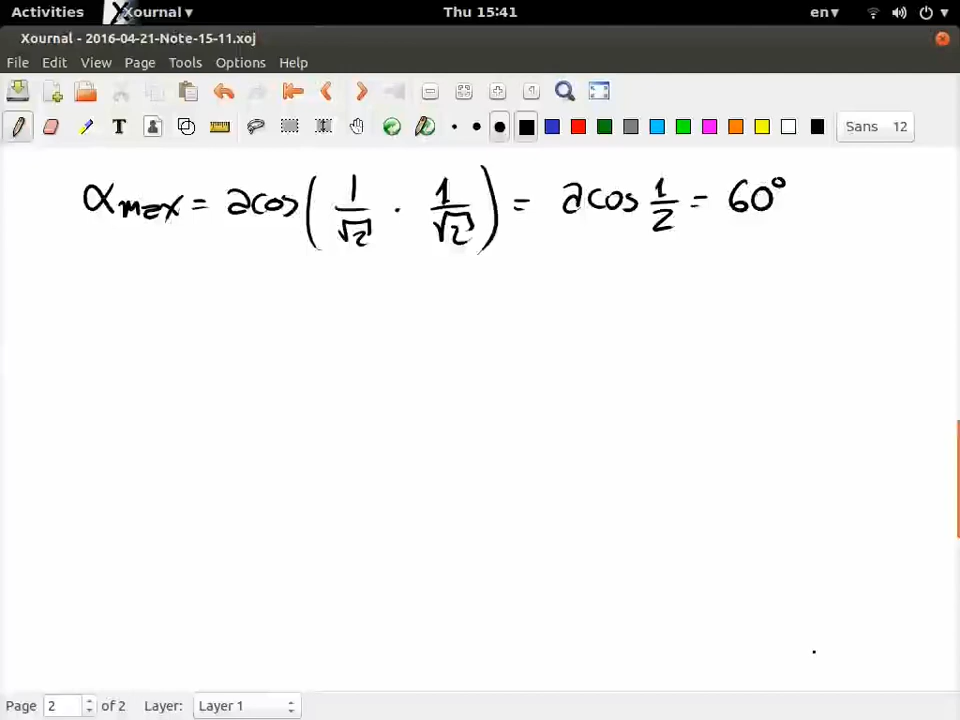 Activities Xournal ▾ Thu 15:41 en ▾
Xournal - 2016-04-21-Note-15-11.xoj
File Edit View Page Tools Options Help
T Sans 12
αmax = acos(1/√2 · 1/√2) = acos 1/2 = 60°
Page 2 of 2 Layer: Layer 1